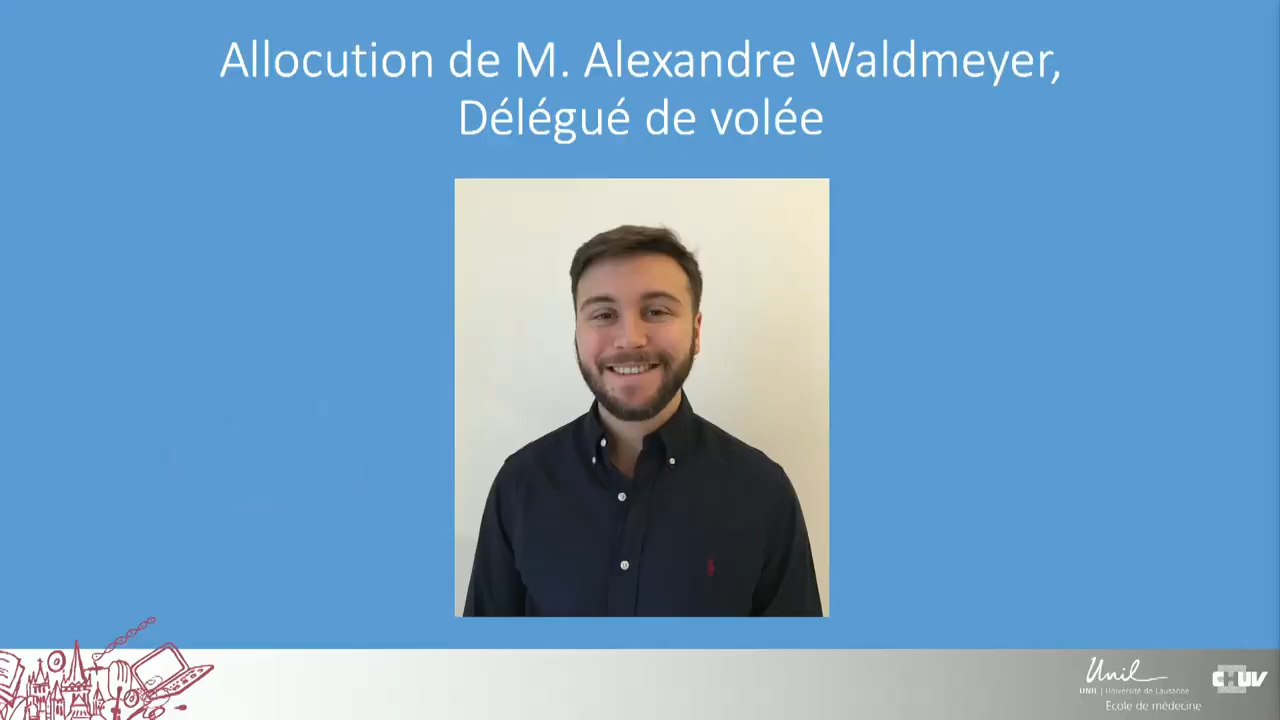 Allocution de M. Alexandre Waldmeyer,
Délégué de volée
Unil
UNIL | Université de Lausanne
Ecole de médecine
CHUV